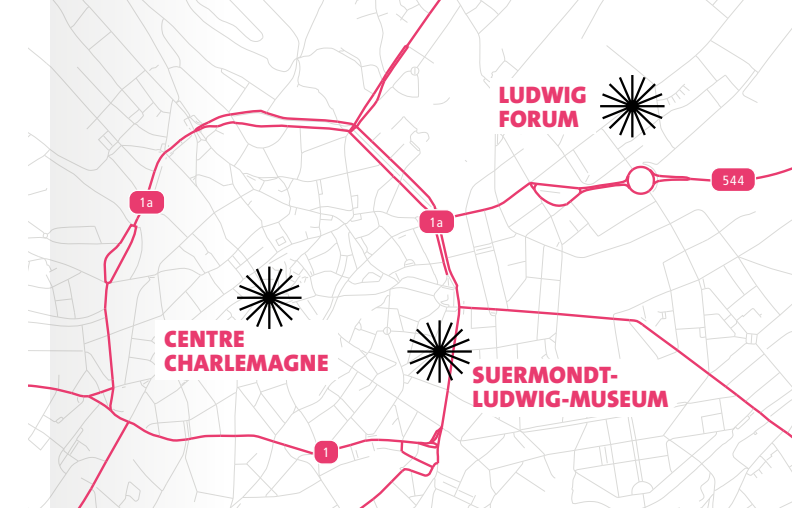 LUDWIG
FORUM
544
1a
1a
CENTRE
CHARLEMAGNE
SUERMONDT-
LUDWIG-MUSEUM
1